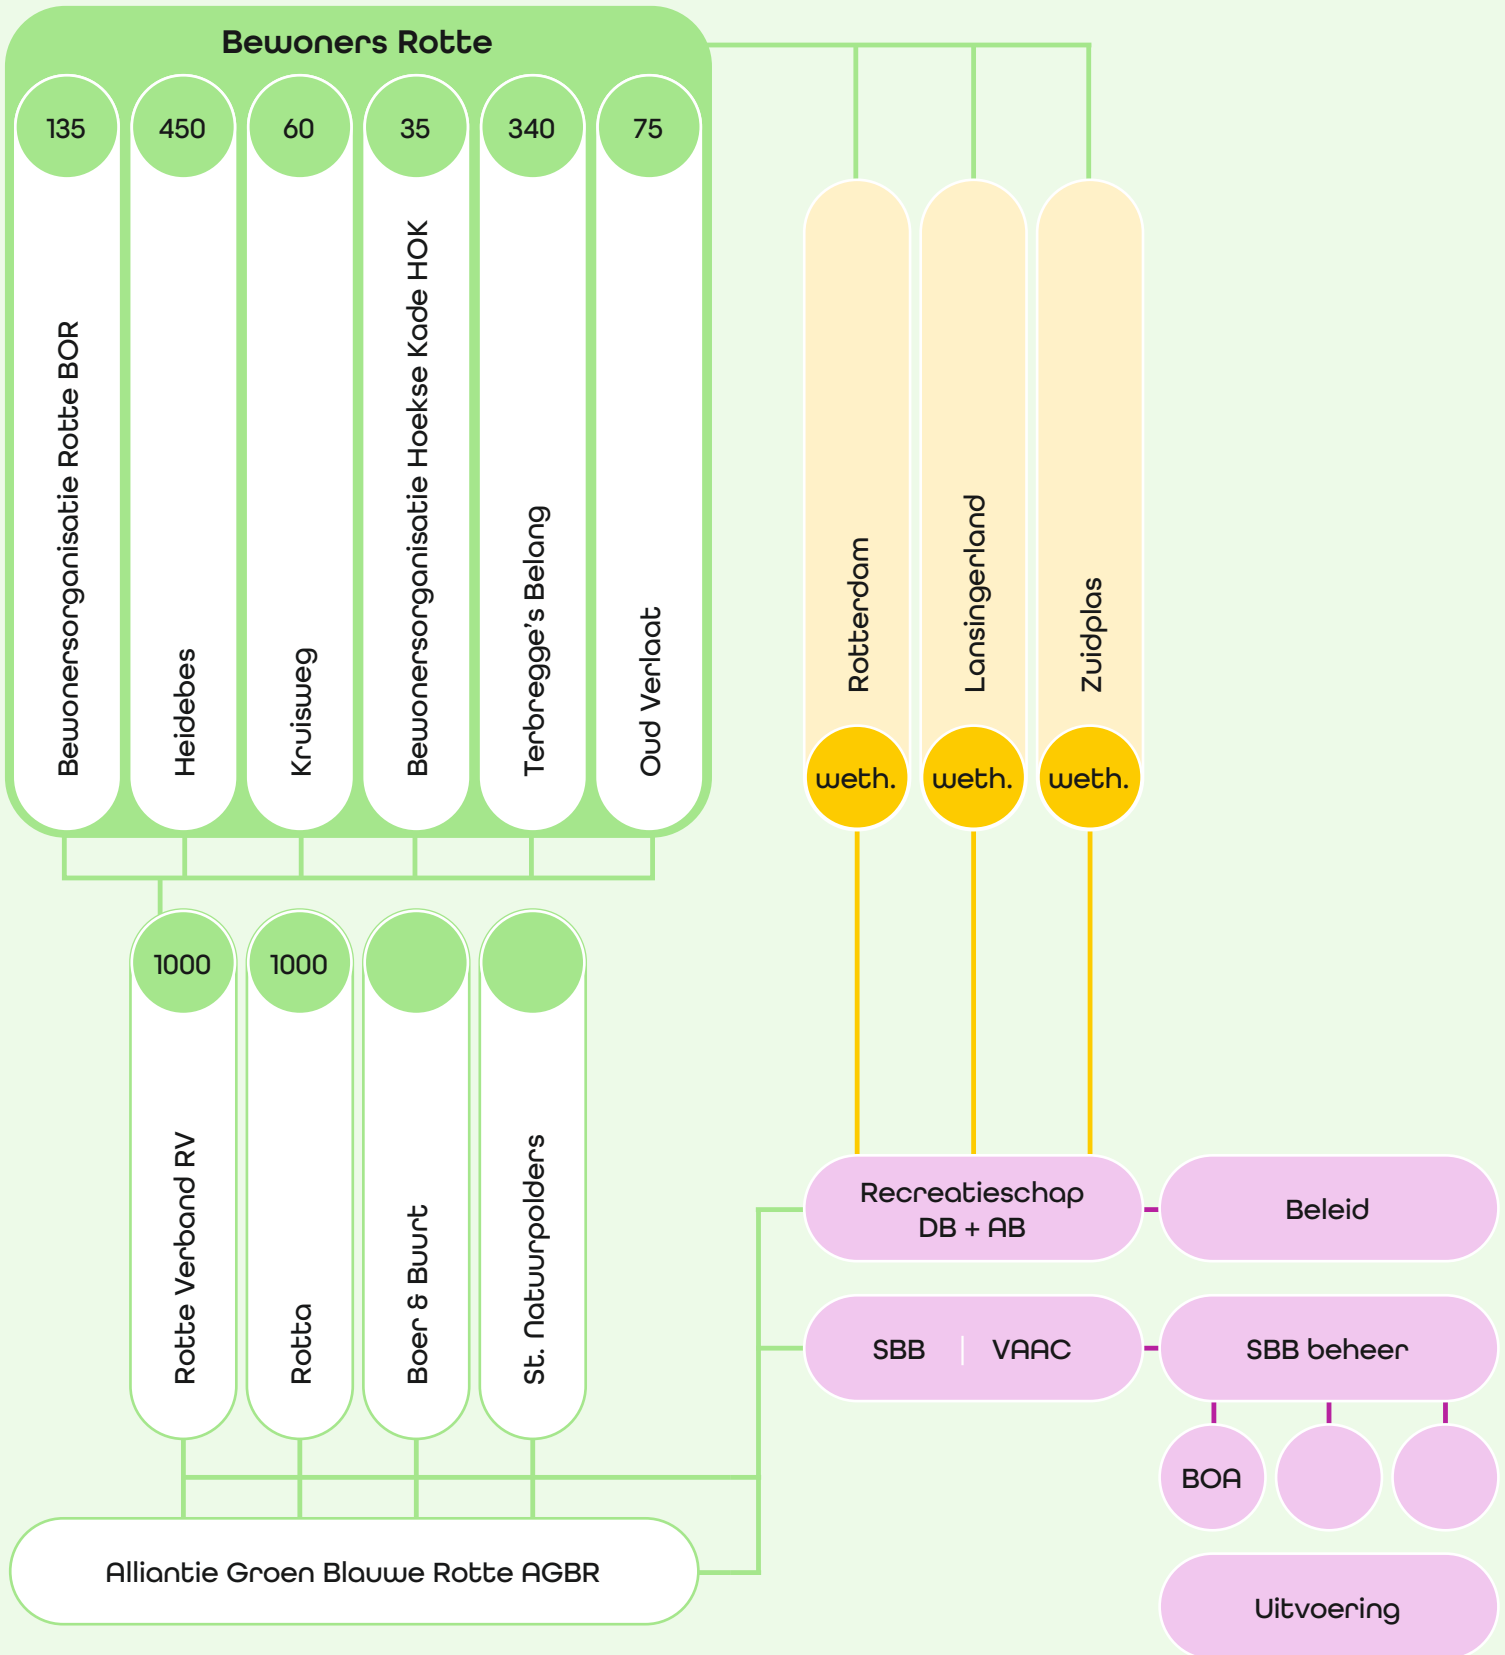 Bewoners Rotte
135
450
60
35
340
75
Bewonersorganisatie Rotte BOR
Heidebes
Kruisweg
Bewonersorganisatie Hoekse Kade HOK
Terbregge's Belang
Oud Verlaat
Rotterdam
Lansingerland
Zuidplas
weth.
weth.
weth.
1000
1000
Rotte Verband RV
Rotta
Boer & Buurt
St. Natuurpolders
Recreatieschap
DB + AB
Beleid
SBB
VAAC
SBB beheer
BOA
Alliantie Groen Blauwe Rotte AGBR
Uitvoering